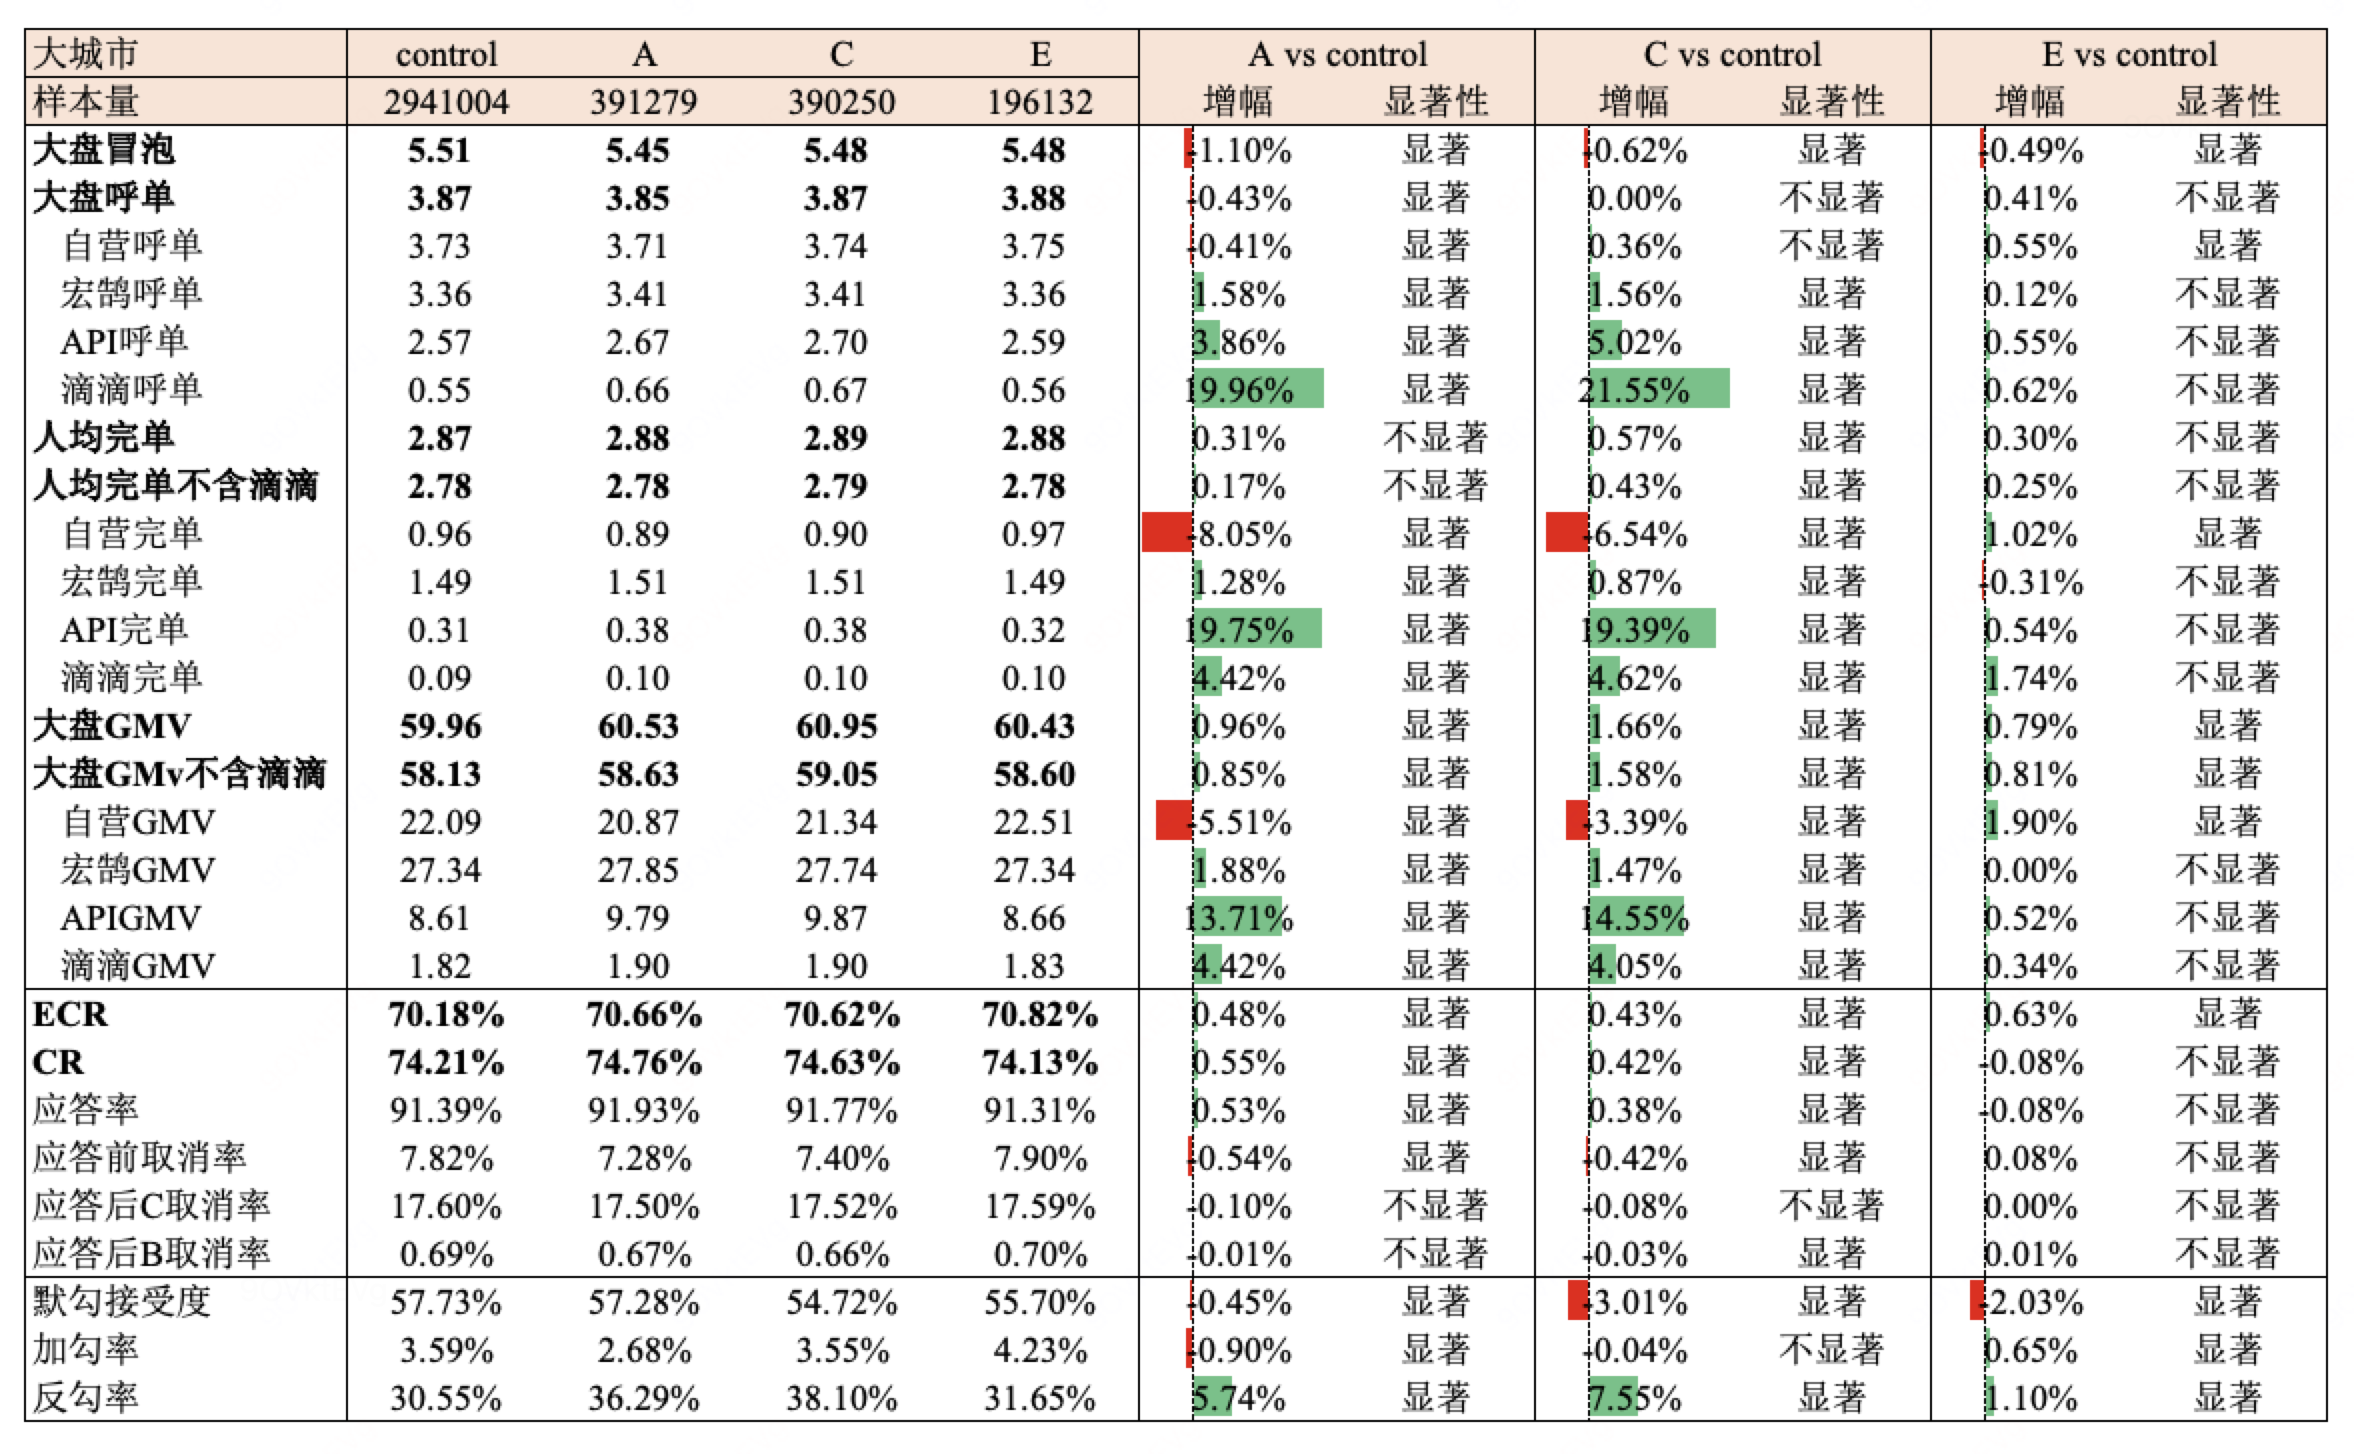 大城市 control A C E A vs control C vs control E vs control
样本量 2941004 391279 390250 196132 增幅 显著性 增幅 显著性 增幅 显著性
大盘冒泡 5.51 5.45 5.48 5.48 -1.10% 显著 -0.62% 显著 -0.49% 显著
大盘呼单 3.87 3.85 3.87 3.88 -0.43% 显著 0.00% 不显著 0.41% 不显著
自营呼单 3.73 3.71 3.74 3.75 -0.41% 显著 0.36% 不显著 0.55% 显著
宏鹄呼单 3.36 3.41 3.41 3.36 1.58% 显著 1.56% 显著 0.12% 不显著
API呼单 2.57 2.67 2.70 2.59 3.86% 显著 5.02% 显著 0.55% 不显著
滴滴呼单 0.55 0.66 0.67 0.56 19.96% 显著 21.55% 显著 0.62% 不显著
人均完单 2.87 2.88 2.89 2.88 0.31% 不显著 0.57% 显著 0.30% 不显著
人均完单不含滴滴 2.78 2.78 2.79 2.78 0.17% 不显著 0.43% 显著 0.25% 不显著
自营完单 0.96 0.89 0.90 0.97 -8.05% 显著 -6.54% 显著 1.02% 显著
宏鹄完单 1.49 1.51 1.51 1.49 1.28% 显著 0.87% 显著 -0.31% 不显著
API完单 0.31 0.38 0.38 0.32 19.75% 显著 19.39% 显著 0.54% 不显著
滴滴完单 0.09 0.10 0.10 0.10 4.42% 显著 4.62% 显著 1.74% 不显著
大盘GMV 59.96 60.53 60.95 60.43 0.96% 显著 1.66% 显著 0.79% 显著
大盘GMv不含滴滴 58.13 58.63 59.05 58.60 0.85% 显著 1.58% 显著 0.81% 显著
自营GMV 22.09 20.87 21.34 22.51 -5.51% 显著 -3.39% 显著 1.90% 显著
宏鹄GMV 27.34 27.85 27.74 27.34 1.88% 显著 1.47% 显著 0.00% 不显著
APIGMV 8.61 9.79 9.87 8.66 13.71% 显著 14.55% 显著 0.52% 不显著
滴滴GMV 1.82 1.90 1.90 1.83 4.42% 显著 4.05% 显著 0.34% 不显著
ECR 70.18% 70.66% 70.62% 70.82% 0.48% 显著 0.43% 显著 0.63% 显著
CR 74.21% 74.76% 74.63% 74.13% 0.55% 显著 0.42% 显著 -0.08% 不显著
应答率 91.39% 91.93% 91.77% 91.31% 0.53% 显著 0.38% 显著 -0.08% 不显著
应答前取消率 7.82% 7.28% 7.40% 7.90% -0.54% 显著 -0.42% 显著 0.08% 不显著
应答后C取消率 17.60% 17.50% 17.52% 17.59% -0.10% 不显著 -0.08% 不显著 0.00% 不显著
应答后B取消率 0.69% 0.67% 0.66% 0.70% -0.01% 不显著 -0.03% 显著 0.01% 不显著
默勾接受度 57.73% 57.28% 54.72% 55.70% -0.45% 显著 -3.01% 显著 -2.03% 显著
加勾率 3.59% 2.68% 3.55% 4.23% -0.90% 显著 -0.04% 不显著 0.65% 显著
反勾率 30.55% 36.29% 38.10% 31.65% 5.74% 显著 7.55% 显著 1.10% 显著